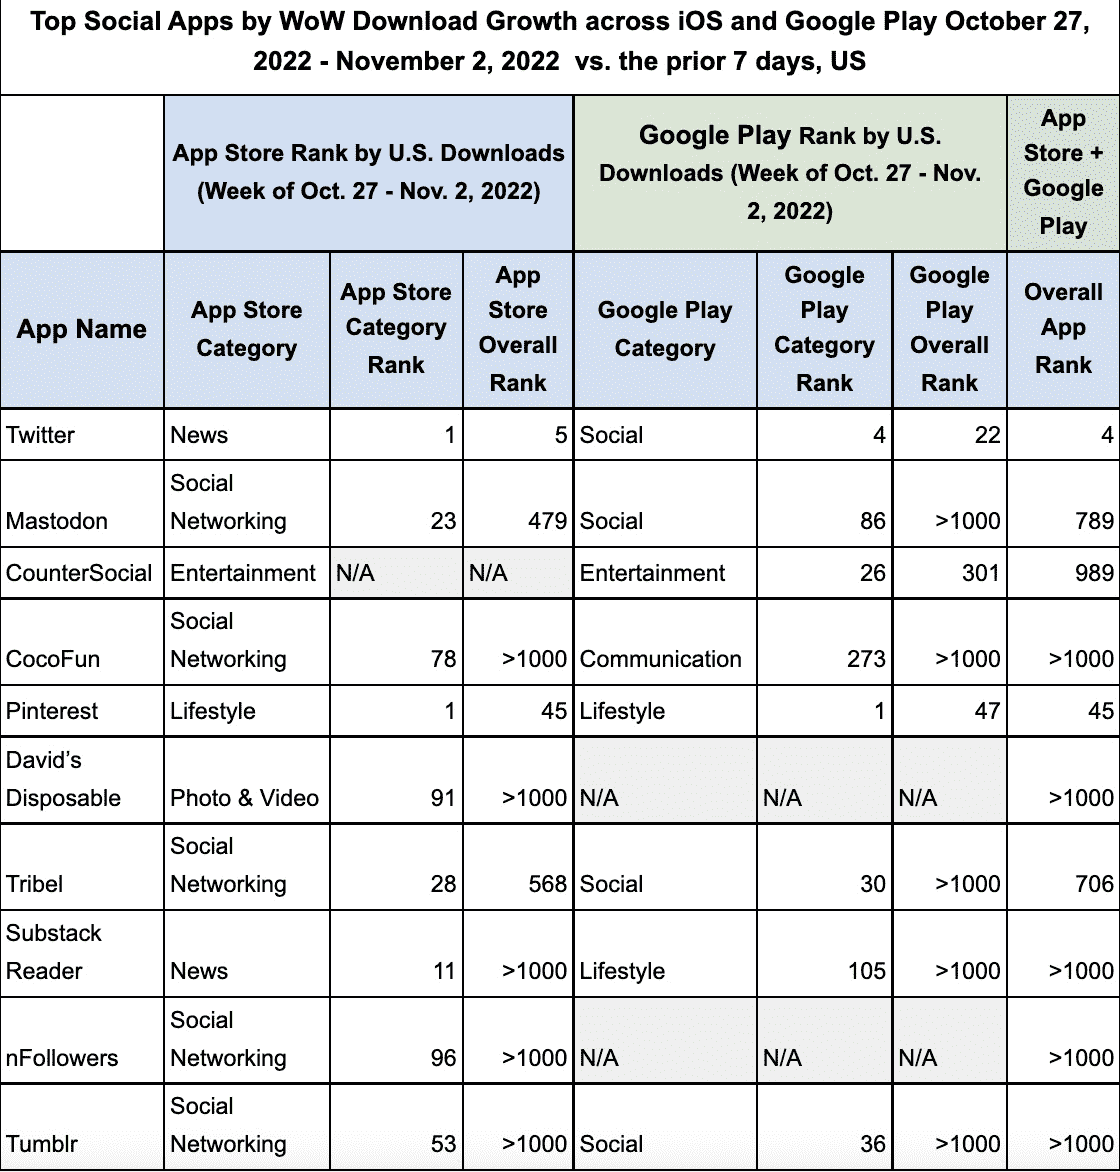 Top Social Apps by WoW Download Growth across iOS and Google Play October 27,
2022 - November 2, 2022  vs. the prior 7 days, US
App Store Rank by U.S. Downloads
(Week of Oct. 27 - Nov. 2, 2022)
Google Play Rank by U.S.
Downloads (Week of Oct. 27 - Nov.
2, 2022)
App
Store +
Google
Play
App Name
App Store
Category
App Store
Category
Rank
App
Store
Overall
Rank
Google Play
Category
Google
Play
Category
Rank
Google
Play
Overall
Rank
Overall
App
Rank
Twitter News 1 5 Social 4 22 4
Social
Mastodon Networking 23 479 Social 86 >1000 789
CounterSocial Entertainment N/A N/A Entertainment 26 301 989
Social
CocoFun Networking 78 >1000 Communication 273 >1000 >1000
Pinterest Lifestyle 1 45 Lifestyle 1 47 45
David’s
Disposable Photo & Video 91 >1000 N/A N/A N/A >1000
Social
Tribel Networking 28 568 Social 30 >1000 706
Substack
Reader News 11 >1000 Lifestyle 105 >1000 >1000
Social
nFollowers Networking 96 >1000 N/A N/A N/A >1000
Social
Tumblr Networking 53 >1000 Social 36 >1000 >1000